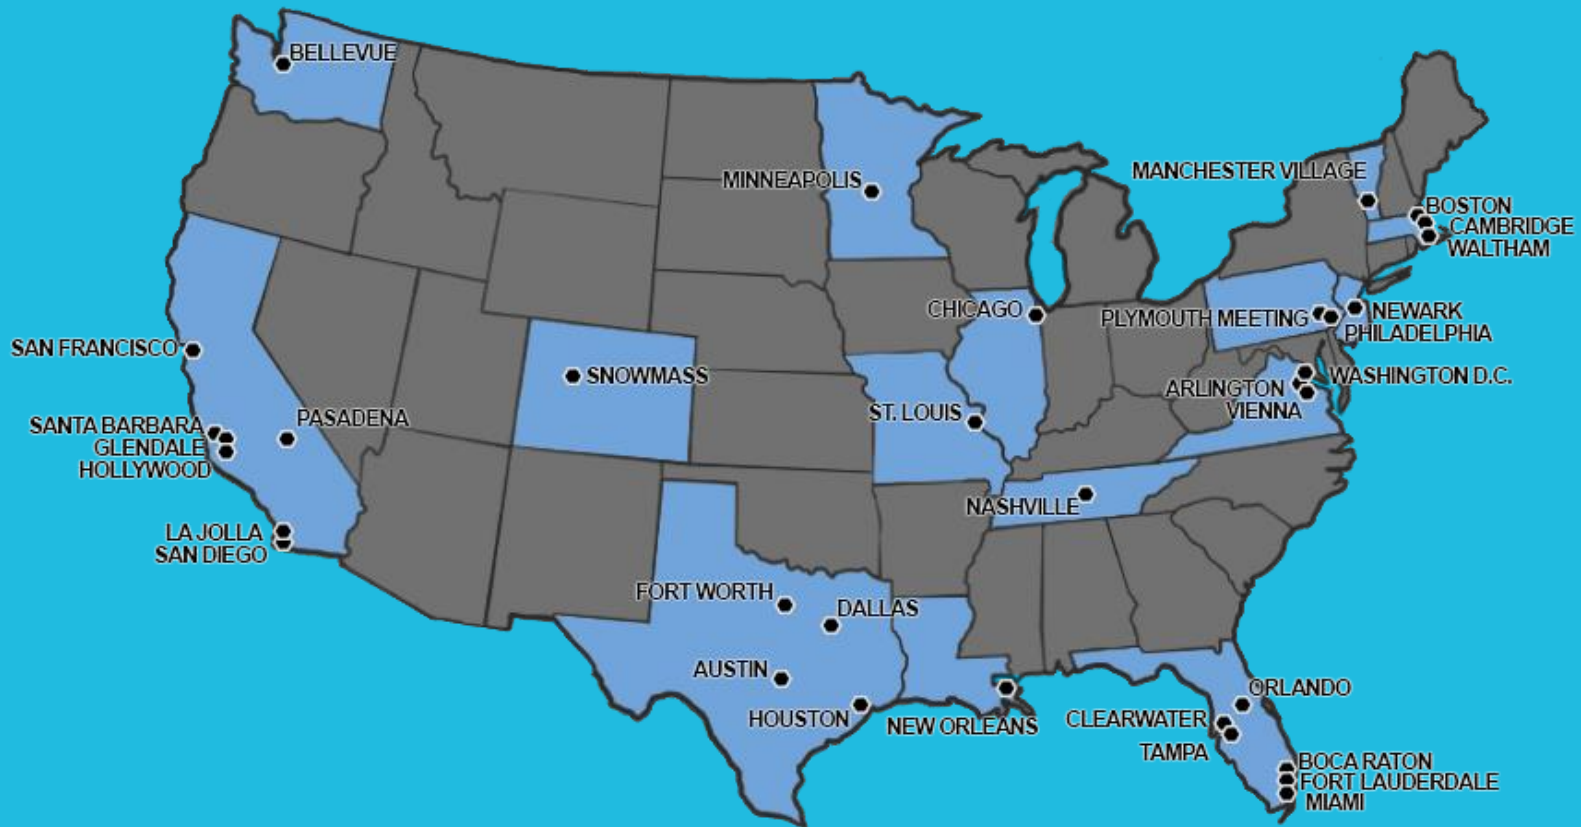 BELLEVUE
MINNEAPOLIS
MANCHESTER VILLAGE
BOSTON
CAMBRIDGE
WALTHAM
CHICAGO
PLYMOUTH MEETING
NEWARK
PHILADELPHIA
SAN FRANCISCO
SNOWMASS
WASHINGTON D.C.
ARLINGTON
VIENNA
ST. LOUIS
PASADENA
SANTA BARBARA
GLENDALE
HOLLYWOOD
NASHVILLE
LA JOLLA
SAN DIEGO
FORT WORTH
DALLAS
AUSTIN
HOUSTON
NEW ORLEANS
ORLANDO
CLEARWATER
TAMPA
BOCA RATON
FORT LAUDERDALE
MIAMI